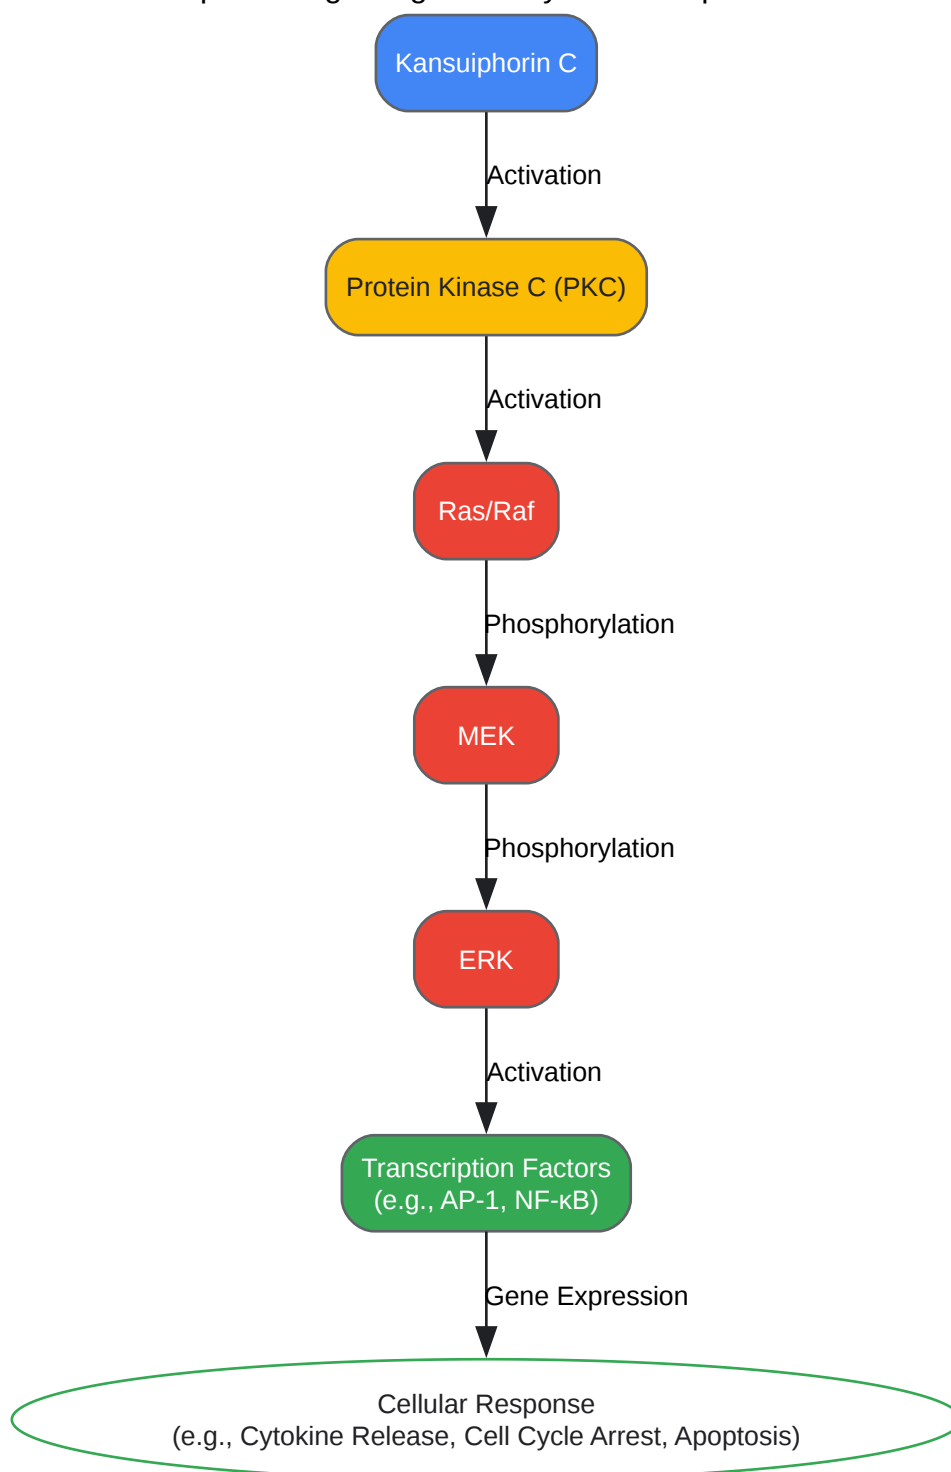 Kansuiphorin C
Activation
Protein Kinase C (PKC)
Activation
Ras/Raf
Phosphorylation
MEK
Phosphorylation
ERK
Activation
Transcription Factors
(e.g., AP-1, NF-κB)
Gene Expression
Cellular Response
(e.g., Cytokine Release, Cell Cycle Arrest, Apoptosis)